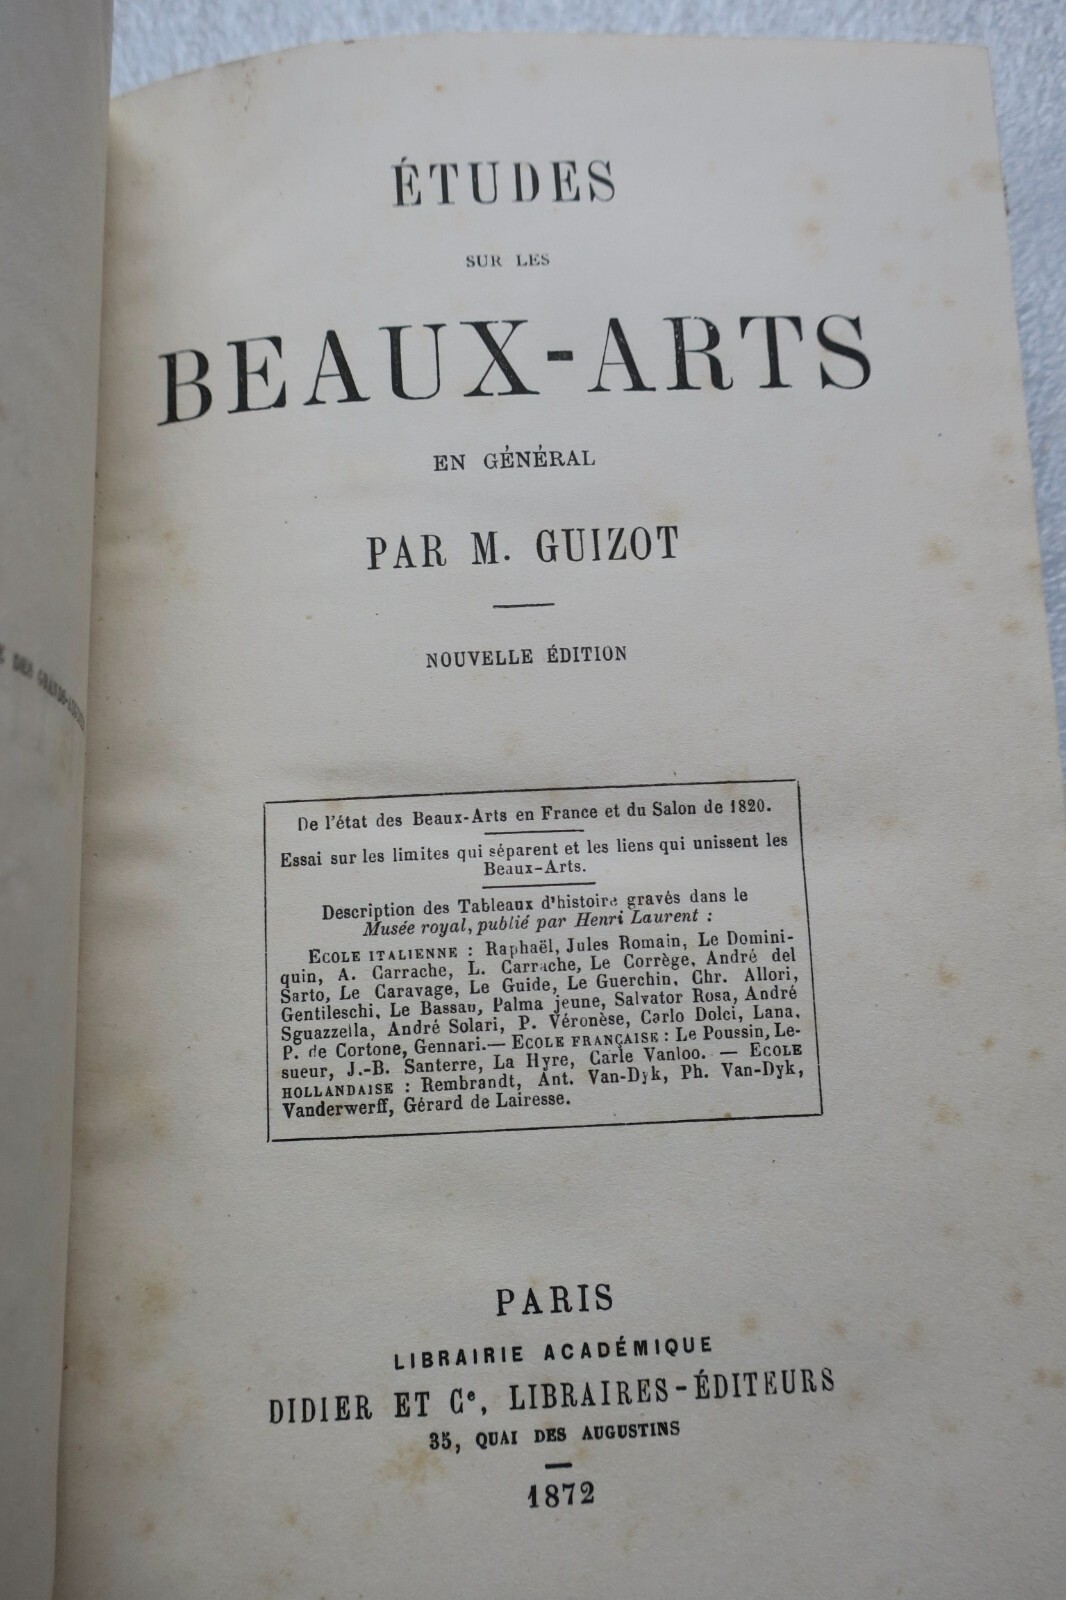 DES GRANDS-AUGUSTINS
ÉTUDES
SUR LES
BEAUX-ARTS
EN GÉNÉRAL
PAR M. GUIZOT
NOUVELLE ÉDITION
De l'état des Beaux-Arts en France et du Salon de 1820.
Essai sur les limites qui séparent et les liens qui unissent les
Beaux-Arts.
Description des Tableaux d'histoire gravés dans le
Musée royal, publié par Henri Laurent :
ECOLE ITALIENNE : Raphaël, Jules Romain, Le Domini-
quin, A. Carrache, L. Carrache, Le Corrège, André del
Sarto, Le Caravage, Le Guide, Le Guerchin, Chr. Allori,
Gentileschi, Le Bassau, Palma jeune, Salvator Rosa, André
Sguazzella, André Solari, P. Véronèse, Carlo Dolci, Lana,
P. de Cortone, Gennari. — ECOLE FRANÇAISE : Le Poussin, Le-
sueur, J.-B. Santerre, La Hyre, Carle Vanloo. — ECOLE
HOLLANDAISE : Rembrandt, Ant. Van-Dyk, Ph. Van-Dyk,
Vanderwerff, Gérard de Lairesse.
PARIS
LIBRAIRIE ACADÉMIQUE
DIDIER ET Cᵉ, LIBRAIRES-ÉDITEURS
35, QUAI DES AUGUSTINS
1872